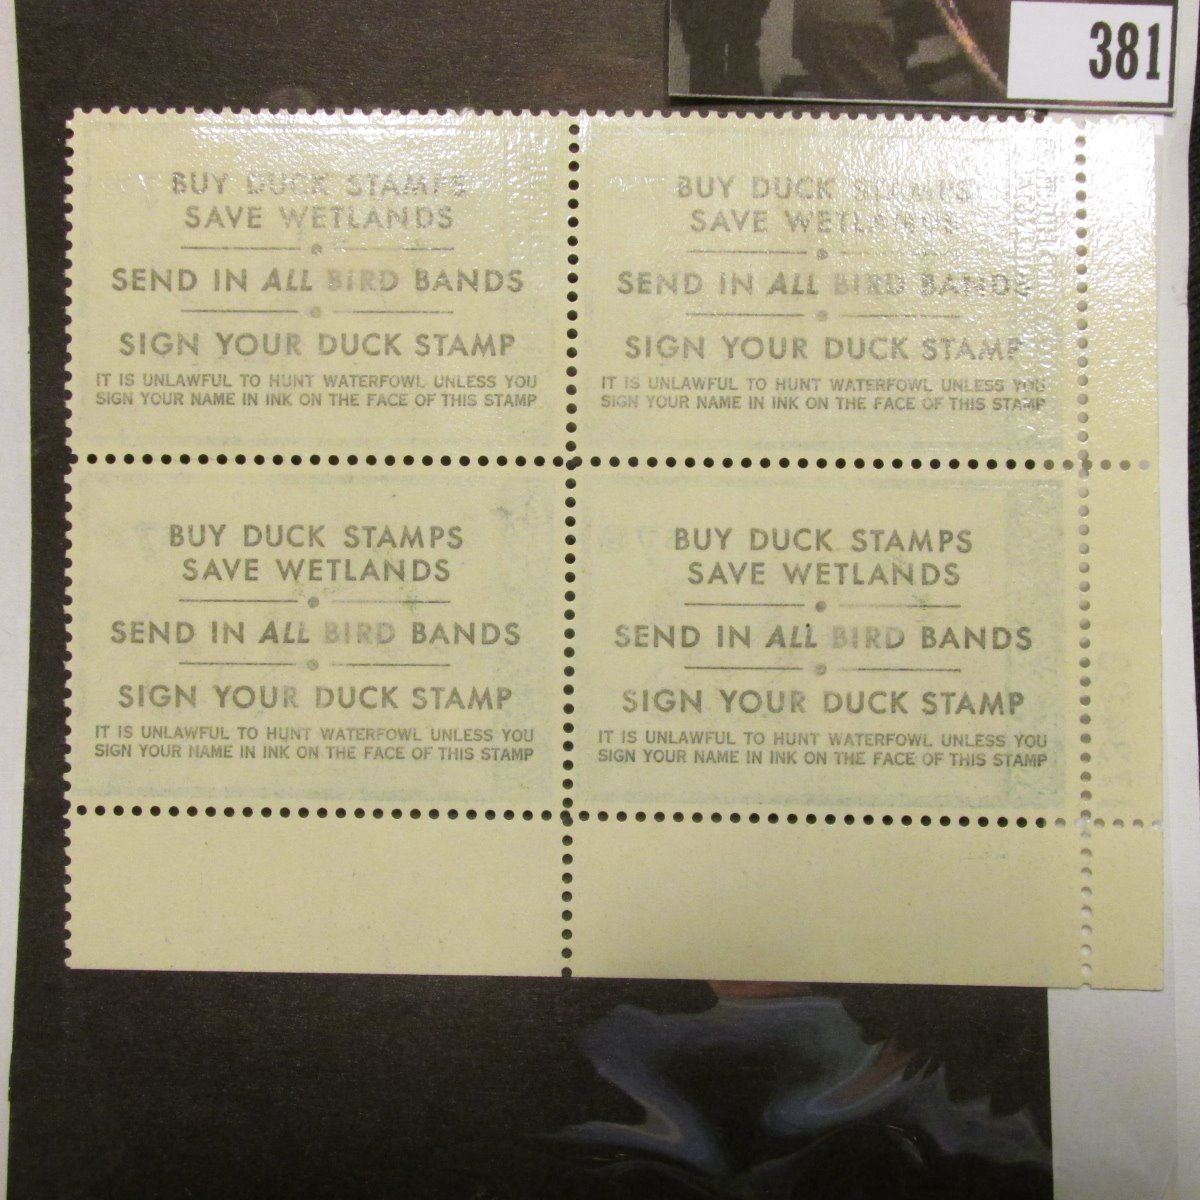 381
BUY DUCK STAMPS
SAVE WETLANDS
SEND IN ALL BIRD BANDS
SIGN YOUR DUCK STAMP
IT IS UNLAWFUL TO HUNT WATERFOWL UNLESS YOU
SIGN YOUR NAME IN INK ON THE FACE OF THIS STAMP
BUY DUCK STAMPS
SAVE WETLANDS
SEND IN ALL BIRD BANDS
SIGN YOUR DUCK STAMP
IT IS UNLAWFUL TO HUNT WATERFOWL UNLESS YOU
SIGN YOUR NAME IN INK ON THE FACE OF THIS STAMP
BUY DUCK STAMPS
SAVE WETLANDS
SEND IN ALL BIRD BANDS
SIGN YOUR DUCK STAMP
IT IS UNLAWFUL TO HUNT WATERFOWL UNLESS YOU
SIGN YOUR NAME IN INK ON THE FACE OF THIS STAMP
BUY DUCK STAMPS
SAVE WETLANDS
SEND IN ALL BIRD BANDS
SIGN YOUR DUCK STAMP
IT IS UNLAWFUL TO HUNT WATERFOWL UNLESS YOU
SIGN YOUR NAME IN INK ON THE FACE OF THIS STAMP